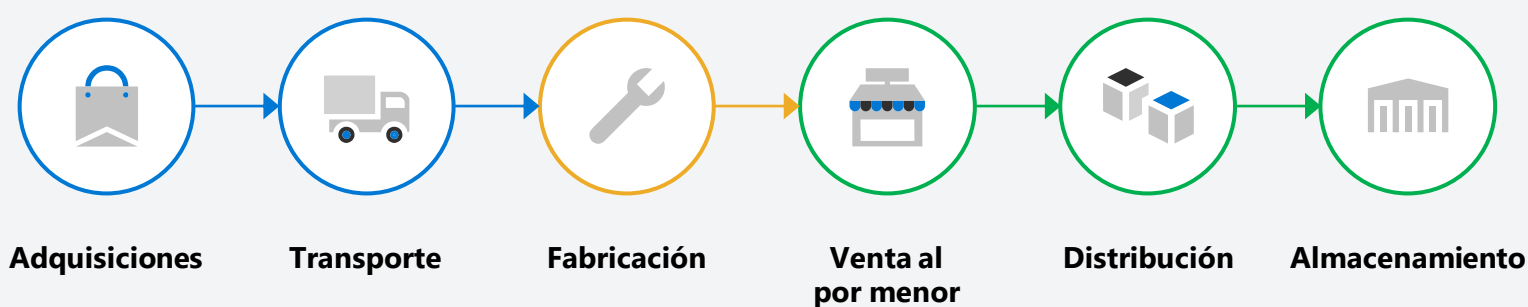 Adquisiciones
Transporte
Fabricación
Venta al
por menor
Distribución
Almacenamiento